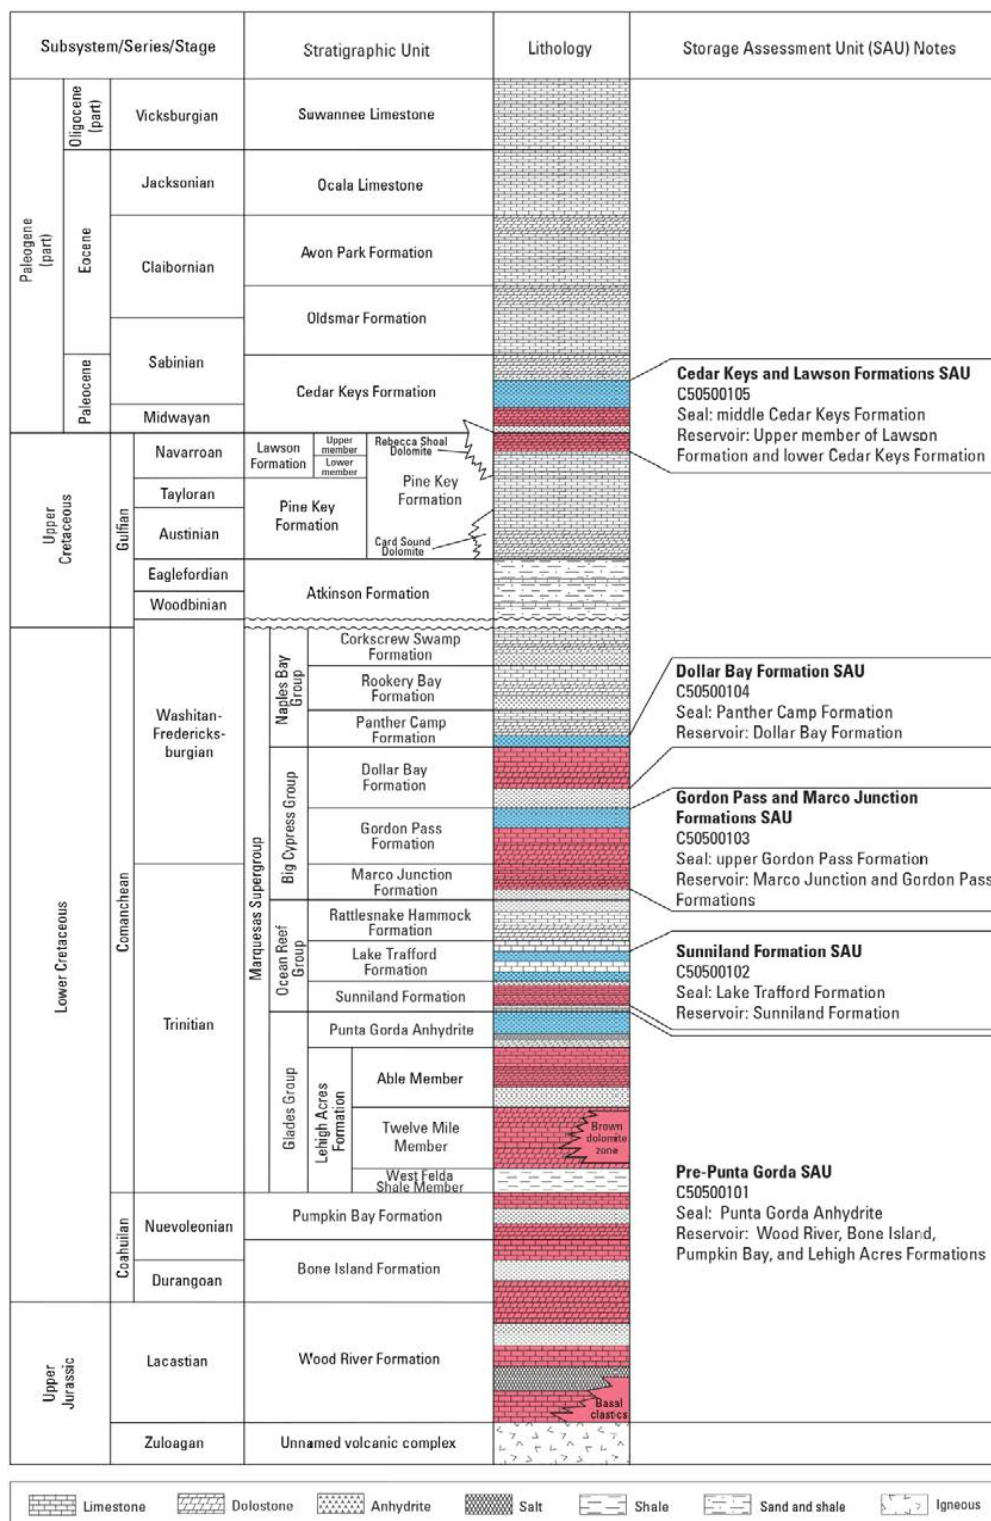 Subsystem/Series/Stage
Stratigraphic Unit
Lithology
Storage Assessment Unit (SAU) Notes
Paleogene
(part)
Oligocene
(part)
Vicksburgian
Suwannee Limestone
Eocene
Jacksonian
Ocala Limestone
Claibornian
Avon Park Formation
Oldsmar Formation
Sabinian
Paleocene
Cedar Keys Formation
Midwayan
Cedar Keys and Lawson Formations SAU
C50500105
Seal: middle Cedar Keys Formation
Reservoir: Upper member of Lawson
Formation and lower Cedar Keys Formation
Upper
Cretaceous
Gulfian
Navarroan
Lawson
Formation
Upper
member
Lower
member
Rebecca Shoal
Dolomite
Pine Key
Formation
Tayloran
Austinian
Pine Key
Formation
Card Sound
Dolomite
Eaglefordian
Woodbinian
Atkinson Formation
Lower Cretaceous
Comanchean
Washitan-
Fredericks-
burgian
Marquesas Supergroup
Naples Bay
Group
Corkscrew Swamp
Formation
Rookery Bay
Formation
Panther Camp
Formation
Dollar Bay Formation SAU
C50500104
Seal: Panther Camp Formation
Reservoir: Dollar Bay Formation
Big Cypress Group
Dollar Bay
Formation
Gordon Pass
Formation
Marco Junction
Formation
Gordon Pass and Marco Junction
Formations SAU
C50500103
Seal: upper Gordon Pass Formation
Reservoir: Marco Junction and Gordon Pass
Formations
Trinitian
Ocean Reef
Group
Rattlesnake Hammock
Formation
Lake Trafford
Formation
Sunniland Formation
Sunniland Formation SAU
C50500102
Seal: Lake Trafford Formation
Reservoir: Sunniland Formation
Glades Group
Punta Gorda Anhydrite
Lehigh Acres
Formation
Able Member
Twelve Mile
Member
Brown
dolomite
zone
West Felda
Shale Member
Pre-Punta Gorda SAU
C50500101
Seal: Punta Gorda Anhydrite
Reservoir: Wood River, Bone Island,
Pumpkin Bay, and Lehigh Acres Formations
Coahuilan
Nuevoleonian
Pumpkin Bay Formation
Durangoan
Bone Island Formation
Upper
Jurassic
Lacastian
Wood River Formation
Basal
clastics
Zuloagan
Unnamed volcanic complex
Limestone
Dolostone
Anhydrite
Salt
Shale
Sand and shale
Igneous